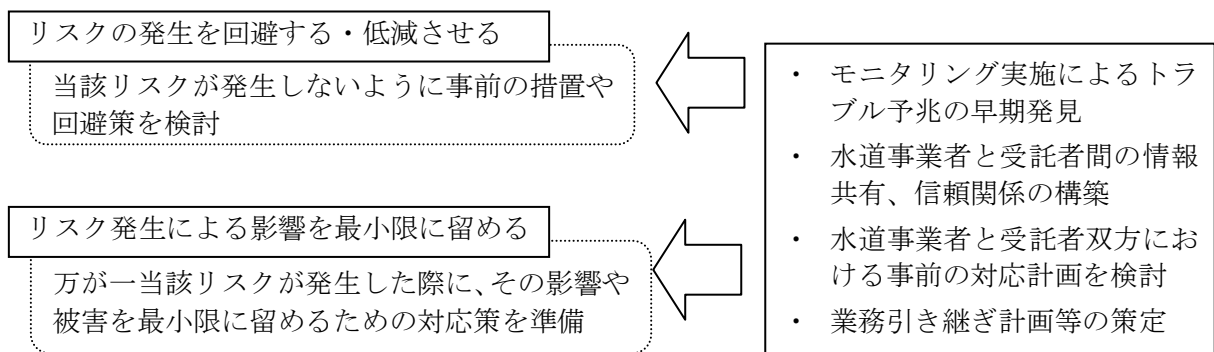 リスクの発生を回避する・低減させる
当該リスクが発生しないように事前の措置や
回避策を検討
リスク発生による影響を最小限に留める
万が一当該リスクが発生した際に、その影響や
被害を最小限に留めるための対応策を準備
・ モニタリング実施によるトラ
ブル予兆の早期発見
・ 水道事業者と受託者間の情報
共有、信頼関係の構築
・ 水道事業者と受託者双方にお
ける事前の対応計画を検討
・ 業務引き継ぎ計画等の策定